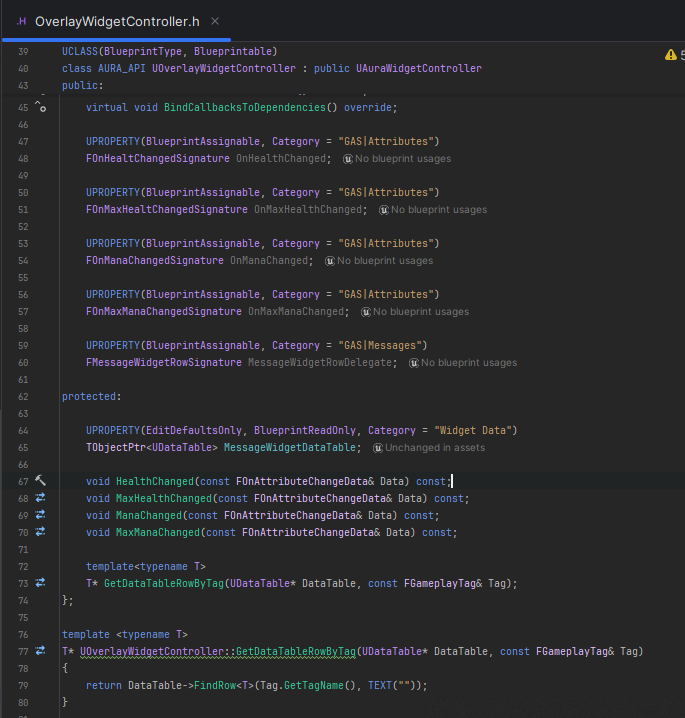 .H OverlayWidgetController.h ×
39 UCLASS(BlueprintType, Blueprintable)
40 class AURA_API UOverlayWidgetController : public UAuraWidgetController
43 public:
45 virtual void BindCallbacksToDependencies() override;
46
47 UPROPERTY(BlueprintAssignable, Category = "GAS|Attributes")
48 FOnHealtChangedSignature OnHealthChanged; No blueprint usages
49
50 UPROPERTY(BlueprintAssignable, Category = "GAS|Attributes")
51 FOnMaxHealtChangedSignature OnMaxHealthChanged; No blueprint usages
52
53 UPROPERTY(BlueprintAssignable, Category = "GAS|Attributes")
54 FOnManaChangedSignature OnManaChanged; No blueprint usages
55
56 UPROPERTY(BlueprintAssignable, Category = "GAS|Attributes")
57 FOnMaxManaChangedSignature OnMaxManaChanged; No blueprint usages
58
59 UPROPERTY(BlueprintAssignable, Category = "GAS|Messages")
60 FMessageWidgetRowSignature MessageWidgetRowDelegate; No blueprint usages
61
62 protected:
63
64 UPROPERTY(EditDefaultsOnly, BlueprintReadOnly, Category = "Widget Data")
65 TObjectPtr<UDataTable> MessageWidgetDataTable; Unchanged in assets
66
67 void HealthChanged(const FOnAttributeChangeData& Data) const;
68 void MaxHealthChanged(const FOnAttributeChangeData& Data) const;
69 void ManaChanged(const FOnAttributeChangeData& Data) const;
70 void MaxManaChanged(const FOnAttributeChangeData& Data) const;
71
72 template<typename T>
73 T* GetDataTableRowByTag(UDataTable* DataTable, const FGameplayTag& Tag);
74 };
75
76 template <typename T>
77 T* UOverlayWidgetController::GetDataTableRowByTag(UDataTable* DataTable, const FGameplayTag& Tag)
78 {
79 return DataTable->FindRow<T>(Tag.GetTagName(), TEXT(""));
80 }